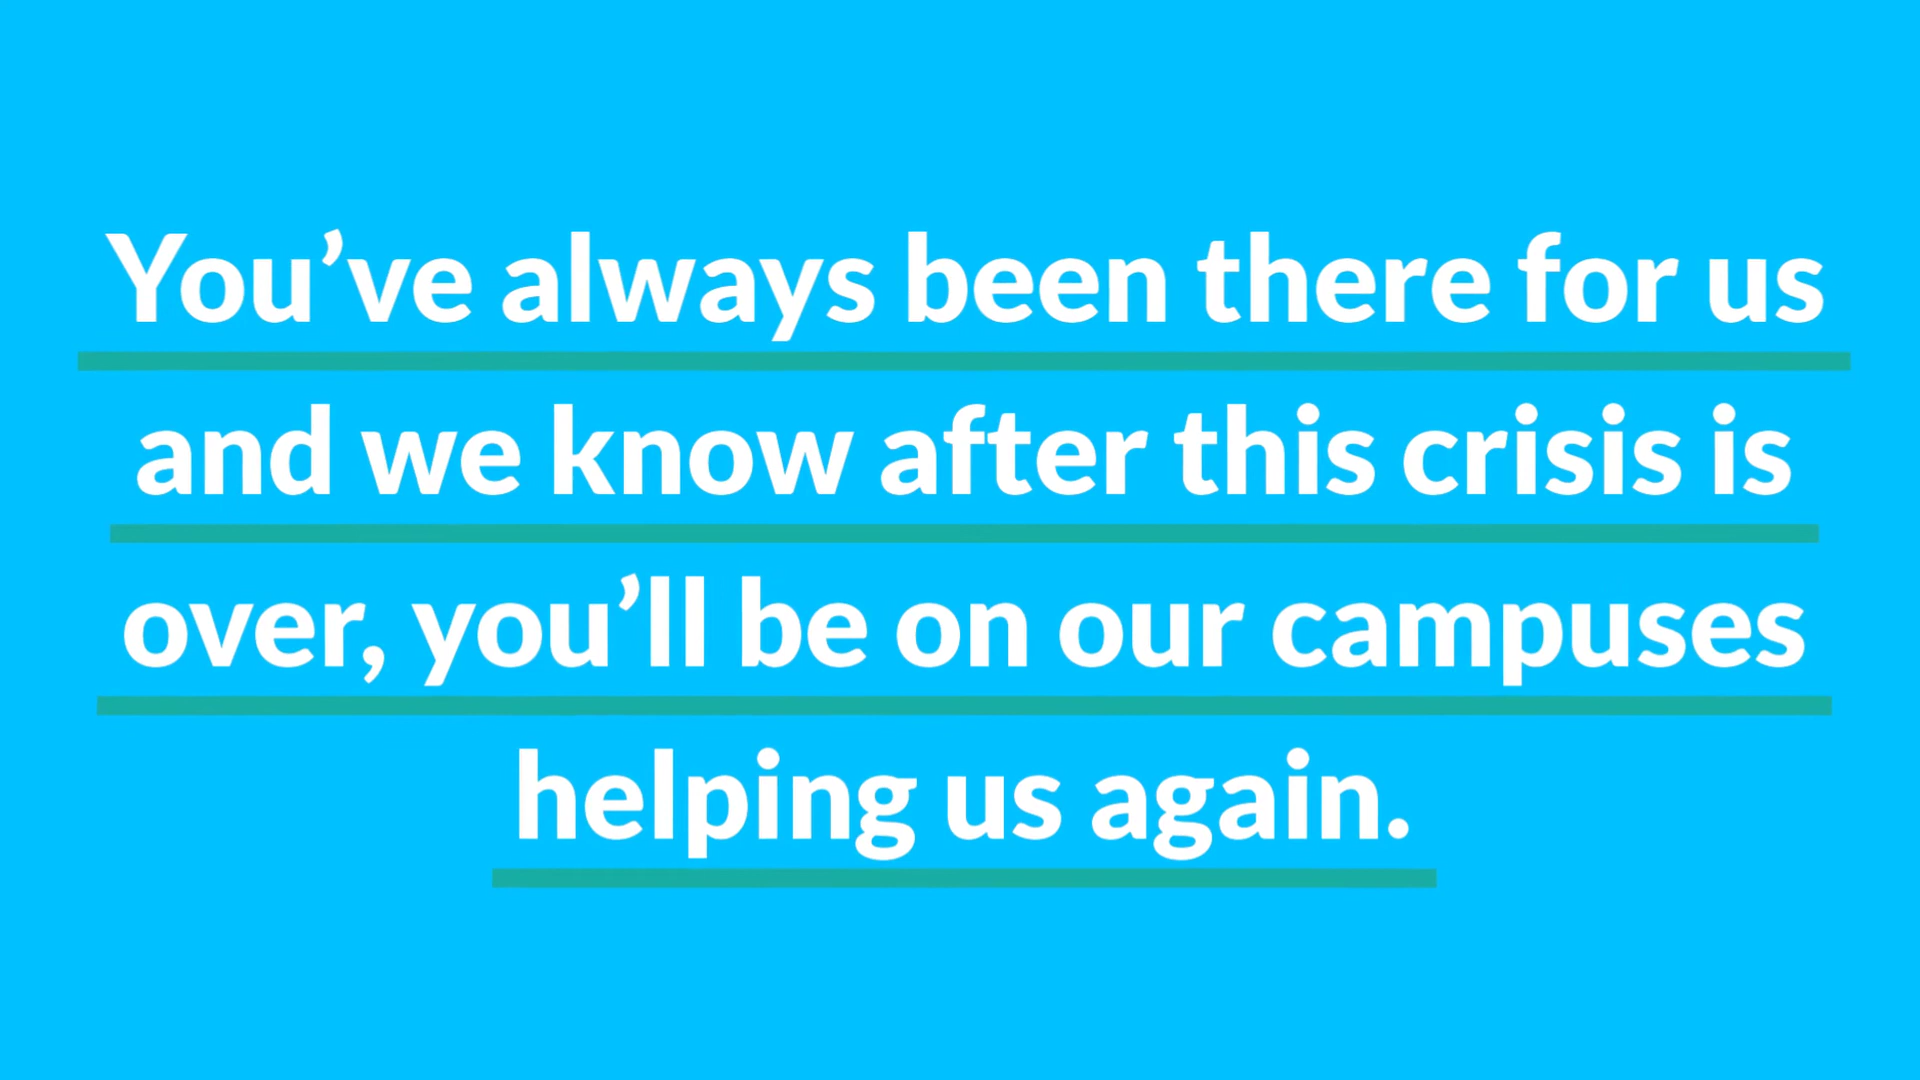 You’ve always been there for us
and we know after this crisis is
over, you’ll be on our campuses
helping us again.